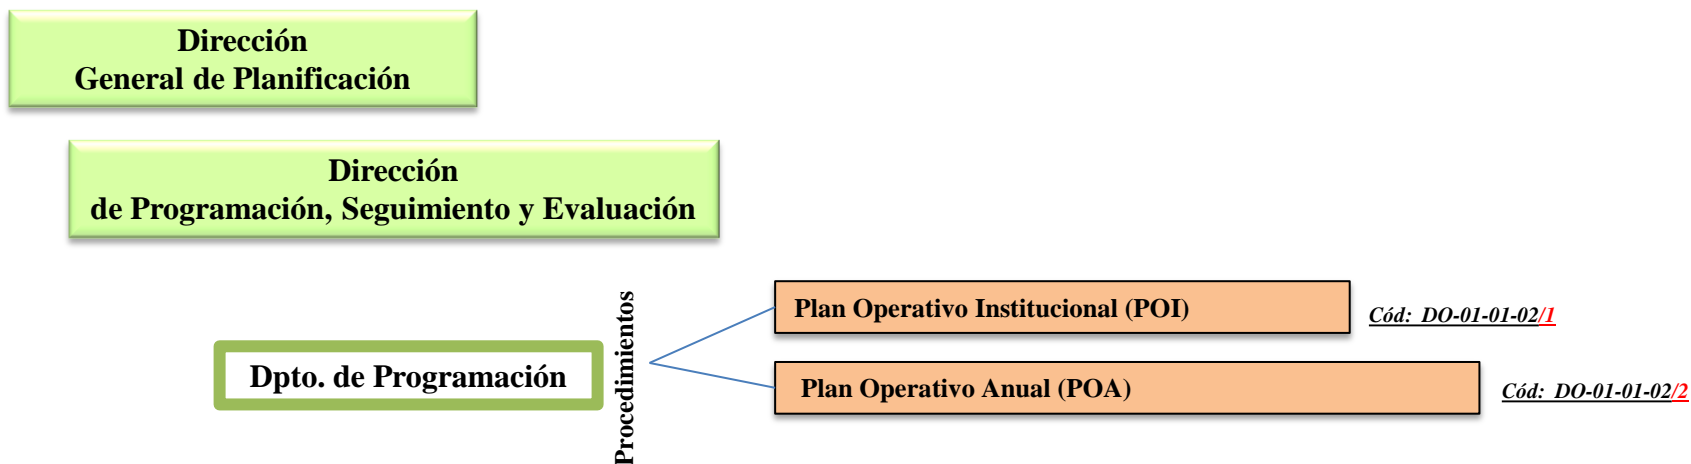 Dirección
General de Planificación
Dirección
de Programación, Seguimiento y Evaluación
Dpto. de Programación
Procedimientos
Plan Operativo Institucional (POI)
Cód: DO-01-01-02/1
Plan Operativo Anual (POA)
Cód: DO-01-01-02/2